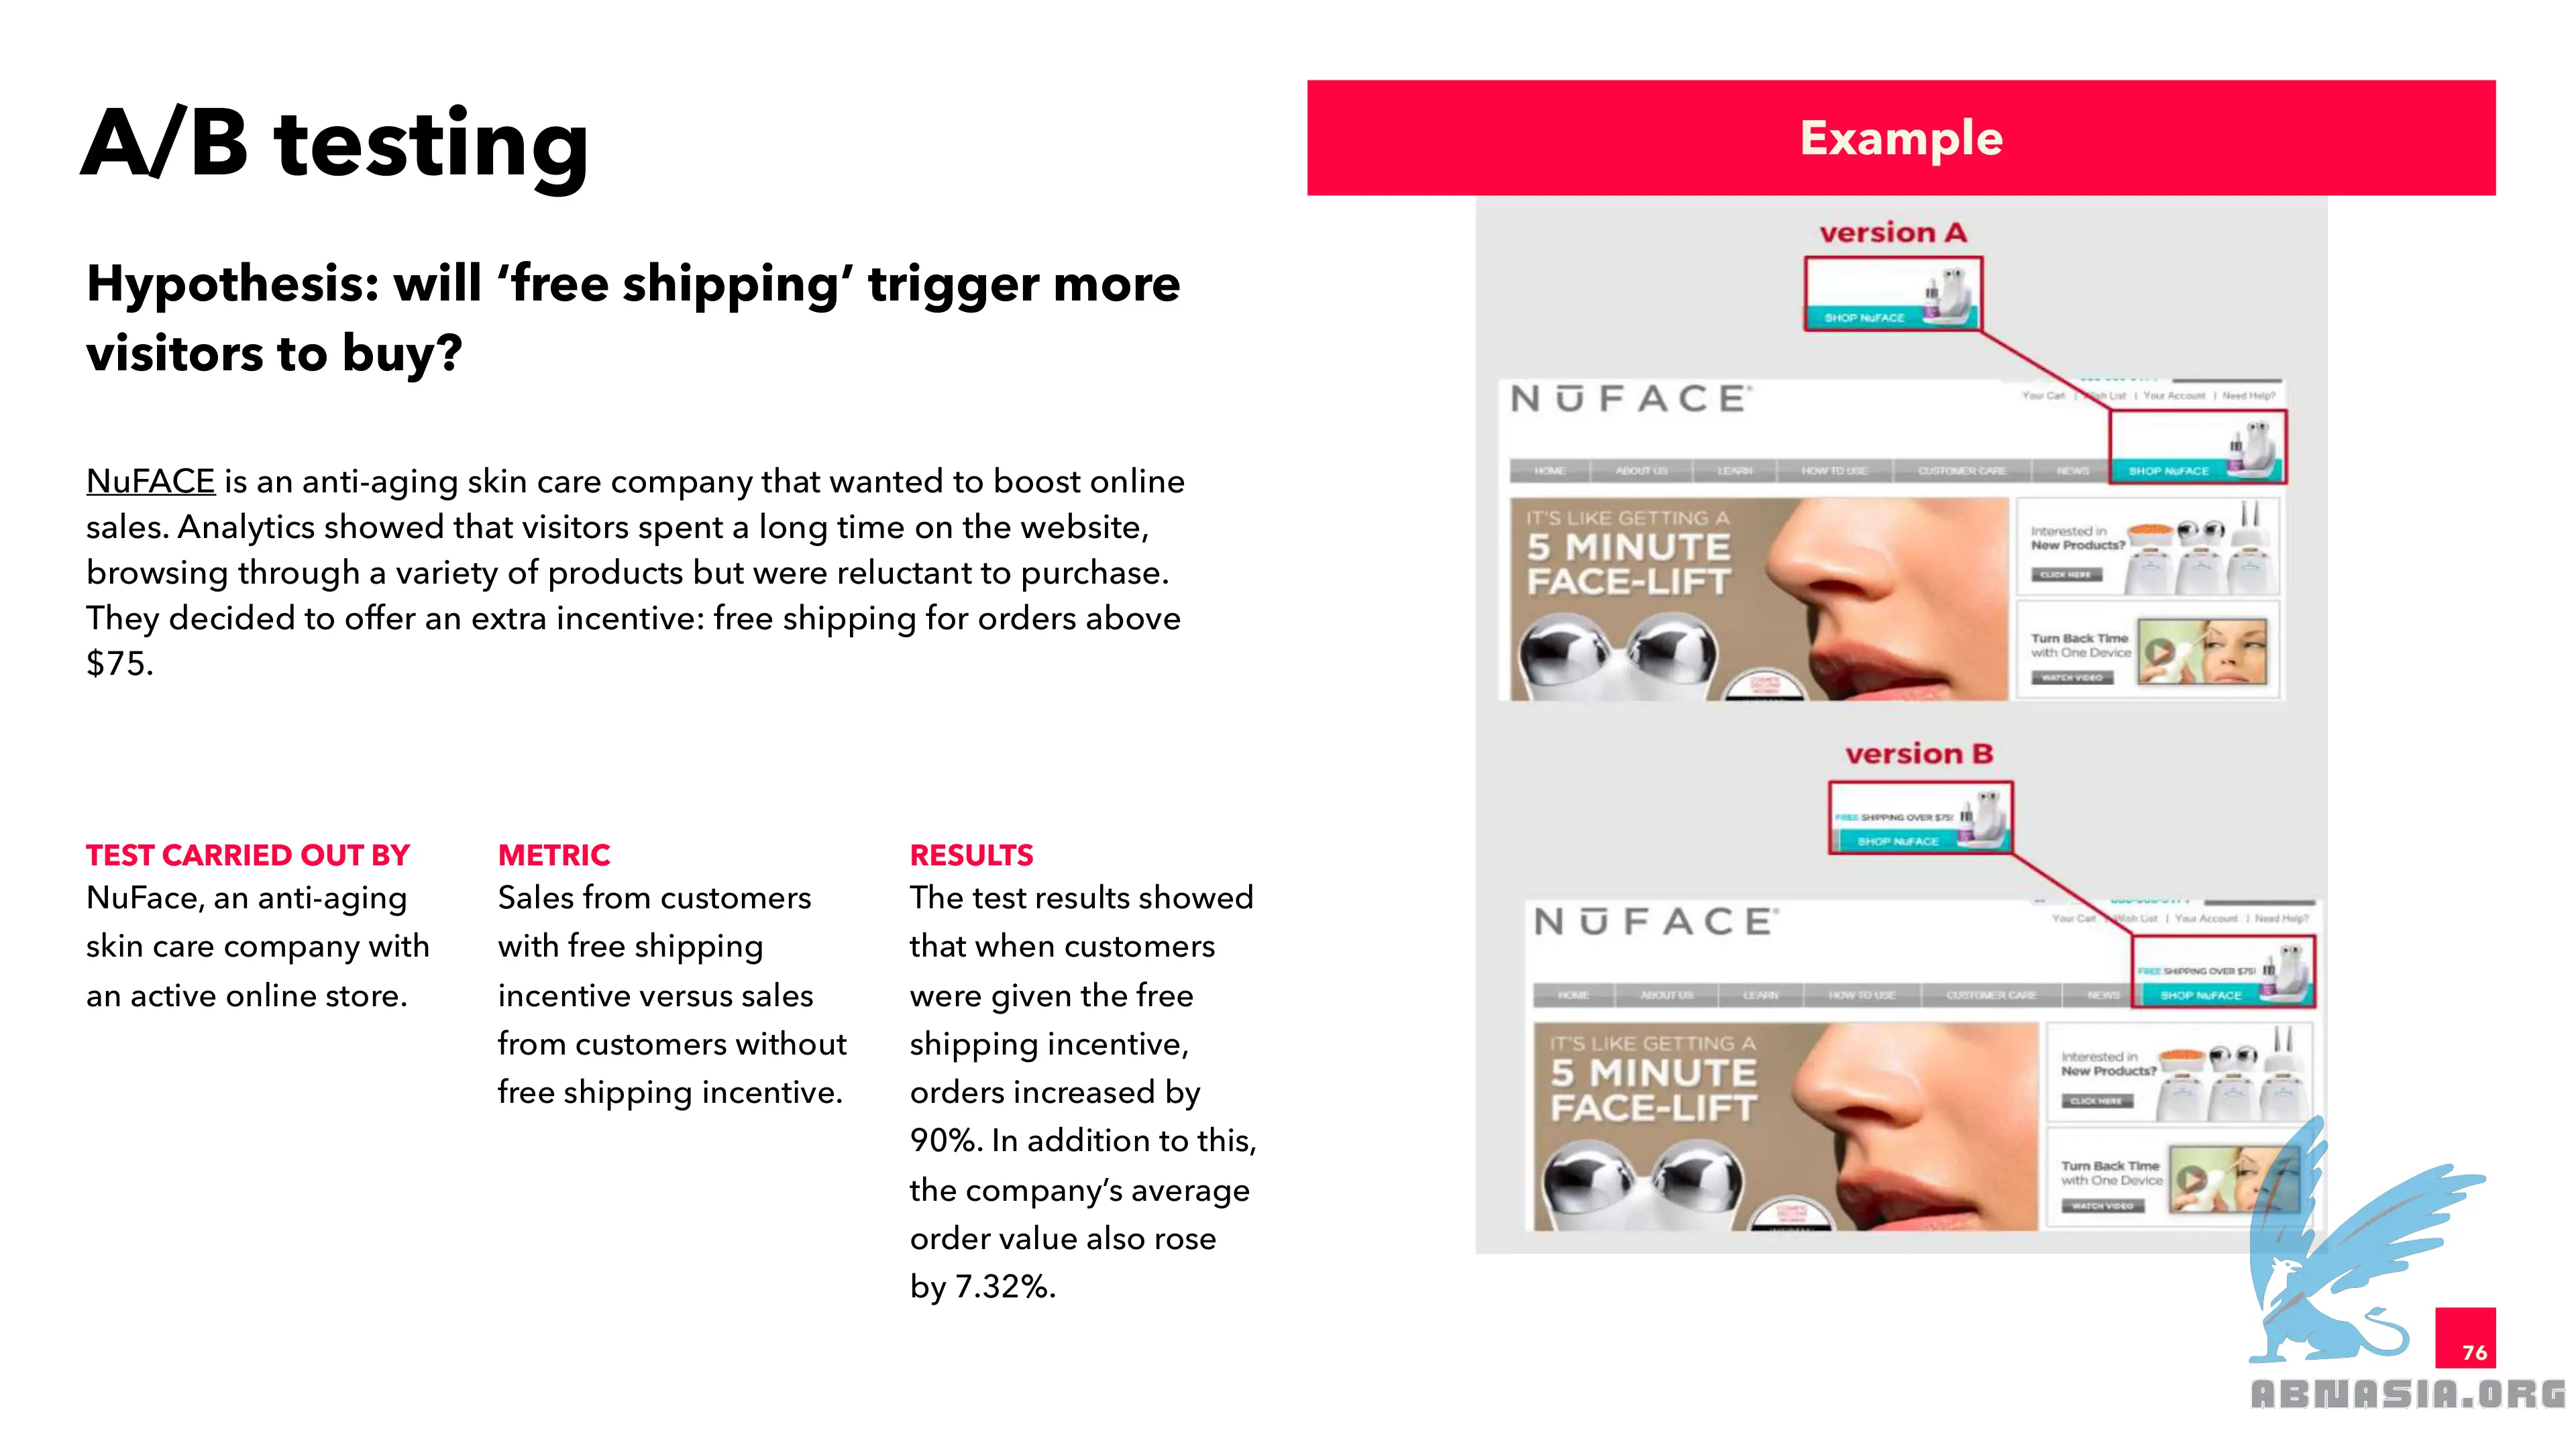 A/B testing
Hypothesis: will ‘free shipping’ trigger more
visitors to buy?
NuFACE is an anti-aging skin care company that wanted to boost online
sales. Analytics showed that visitors spent a long time on the website,
browsing through a variety of products but were reluctant to purchase.
They decided to offer an extra incentive: free shipping for orders above
$75.
TEST CARRIED OUT BY
NuFace, an anti-aging
skin care company with
an active online store.
METRIC
Sales from customers
with free shipping
incentive versus sales
from customers without
free shipping incentive.
RESULTS
The test results showed
that when customers
were given the free
shipping incentive,
orders increased by
90%. In addition to this,
the company’s average
order value also rose
by 7.32%.
Example
version A
SHOP NuFACE
NUFACE
Your Cart | Wish List | Your Account | Need Help?
HOME ABOUT US LEARN HOW TO USE CUSTOMER CARE NEWS SHOP NuFACE
IT'S LIKE GETTING A
5 MINUTE
FACE-LIFT
Interested in
New Products?
CLICK HERE
Turn Back Time
with One Device
WATCH VIDEO
version B
FREE SHIPPING OVER $75!
SHOP NuFACE
NUFACE
Your Cart | Wish List | Your Account | Need Help?
FREE SHIPPING OVER $75!
HOME ABOUT US LEARN HOW TO USE CUSTOMER CARE NEWS SHOP NuFACE
IT'S LIKE GETTING A
5 MINUTE
FACE-LIFT
Interested in
New Products?
CLICK HERE
Turn Back Time
with One Device
WATCH VIDEO
76
ABNASIA.ORG